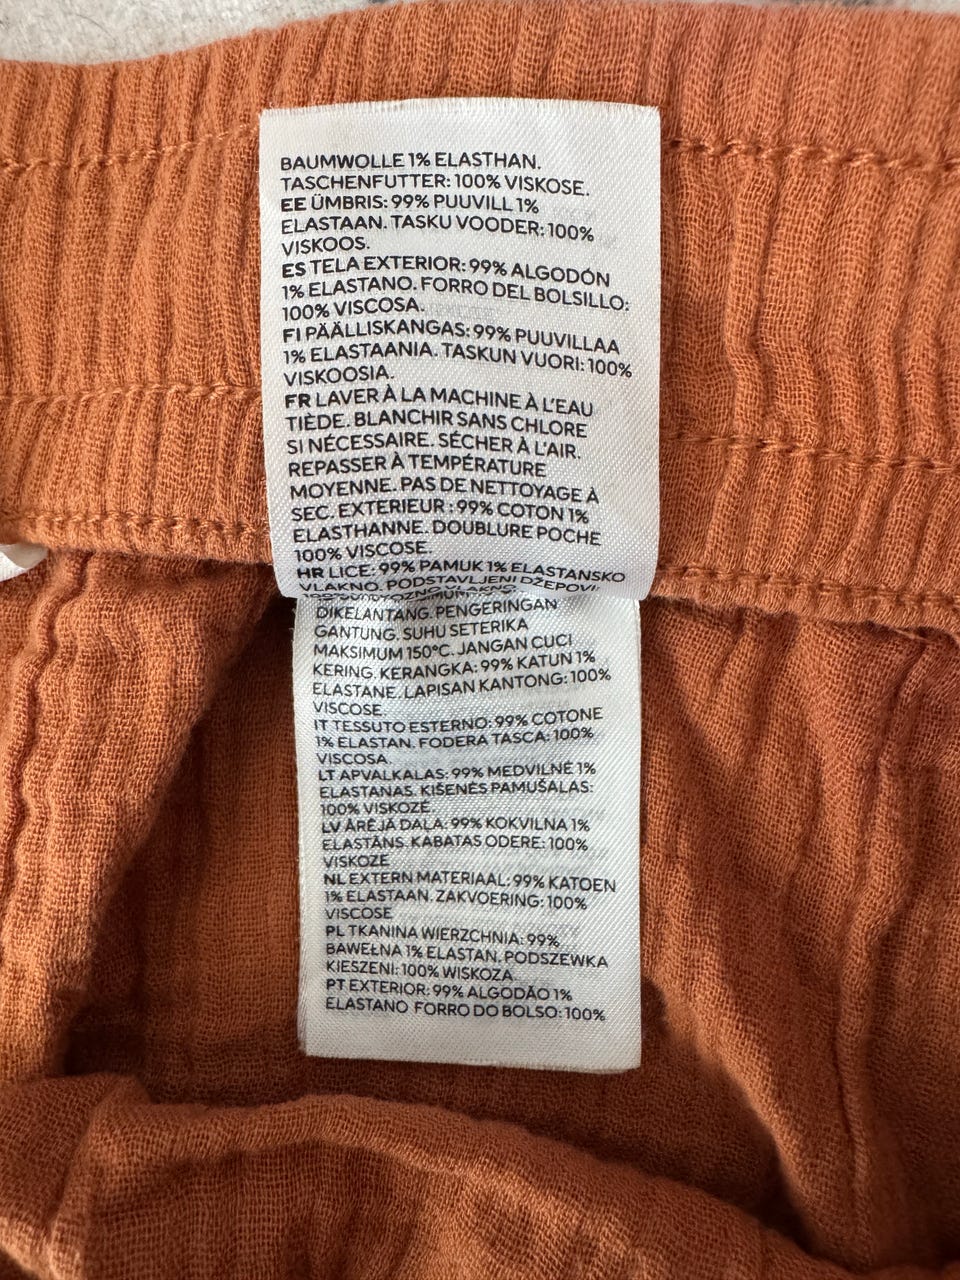 BAUMWOLLE 1% ELASTHAN.
TASCHENFUTTER: 100% VISKOSE.
EE ÜMBRIS: 99% PUUVILL 1%
ELASTAAN. TASKU VOODER: 100%
VISKOOS.
ES TELA EXTERIOR: 99% ALGODÓN
1% ELASTANO. FORRO DEL BOLSILLO:
100% VISCOSA.
FI PÄÄLLISKANGAS: 99% PUUVILLAA
1% ELASTAANIA. TASKUN VUORI: 100%
VISKOOSIA.
FR LAVER À LA MACHINE À L'EAU
TIÈDE. BLANCHIR SANS CHLORE
SI NÉCESSAIRE. SÉCHER À L'AIR.
REPASSER À TEMPÉRATURE
MOYENNE. PAS DE NETTOYAGE À
SEC. EXTERIEUR : 99% COTON 1%
ELASTHANNE. DOUBLURE POCHE
100% VISCOSE.
HR LICE: 99% PAMUK 1% ELASTANSKO
VLAKNO. PODSTAVLJENI DŽEPOVI:
DIKELANTANG. PENGERINGAN
GANTUNG. SUHU SETERIKA
MAKSIMUM 150°C. JANGAN CUCI
KERING. KERANGKA: 99% KATUN 1%
ELASTANE. LAPISAN KANTONG: 100%
VISCOSE.
IT TESSUTO ESTERNO: 99% COTONE
1% ELASTAN. FODERA TASCA: 100%
VISCOSA.
LT APVALKALAS: 99% MEDVILNĖ 1%
ELASTANAS. KIŠENĖS PAMUŠALAS:
100% VISKOZĖ
LV ĀRĒJĀ DAĻA: 99% KOKVILNA 1%
ELASTĀNS. KABATAS ODERE: 100%
VISKOZE
NL EXTERN MATERIAAL: 99% KATOEN
1% ELASTAAN. ZAKVOERING: 100%
VISCOSE
PL TKANINA WIERZCHNIA: 99%
BAWEŁNA 1% ELASTAN. PODSZEWKA
KIESZENI: 100% WISKOZA
PT EXTERIOR: 99% ALGODÃO 1%
ELASTANO FORRO DO BOLSO: 100%